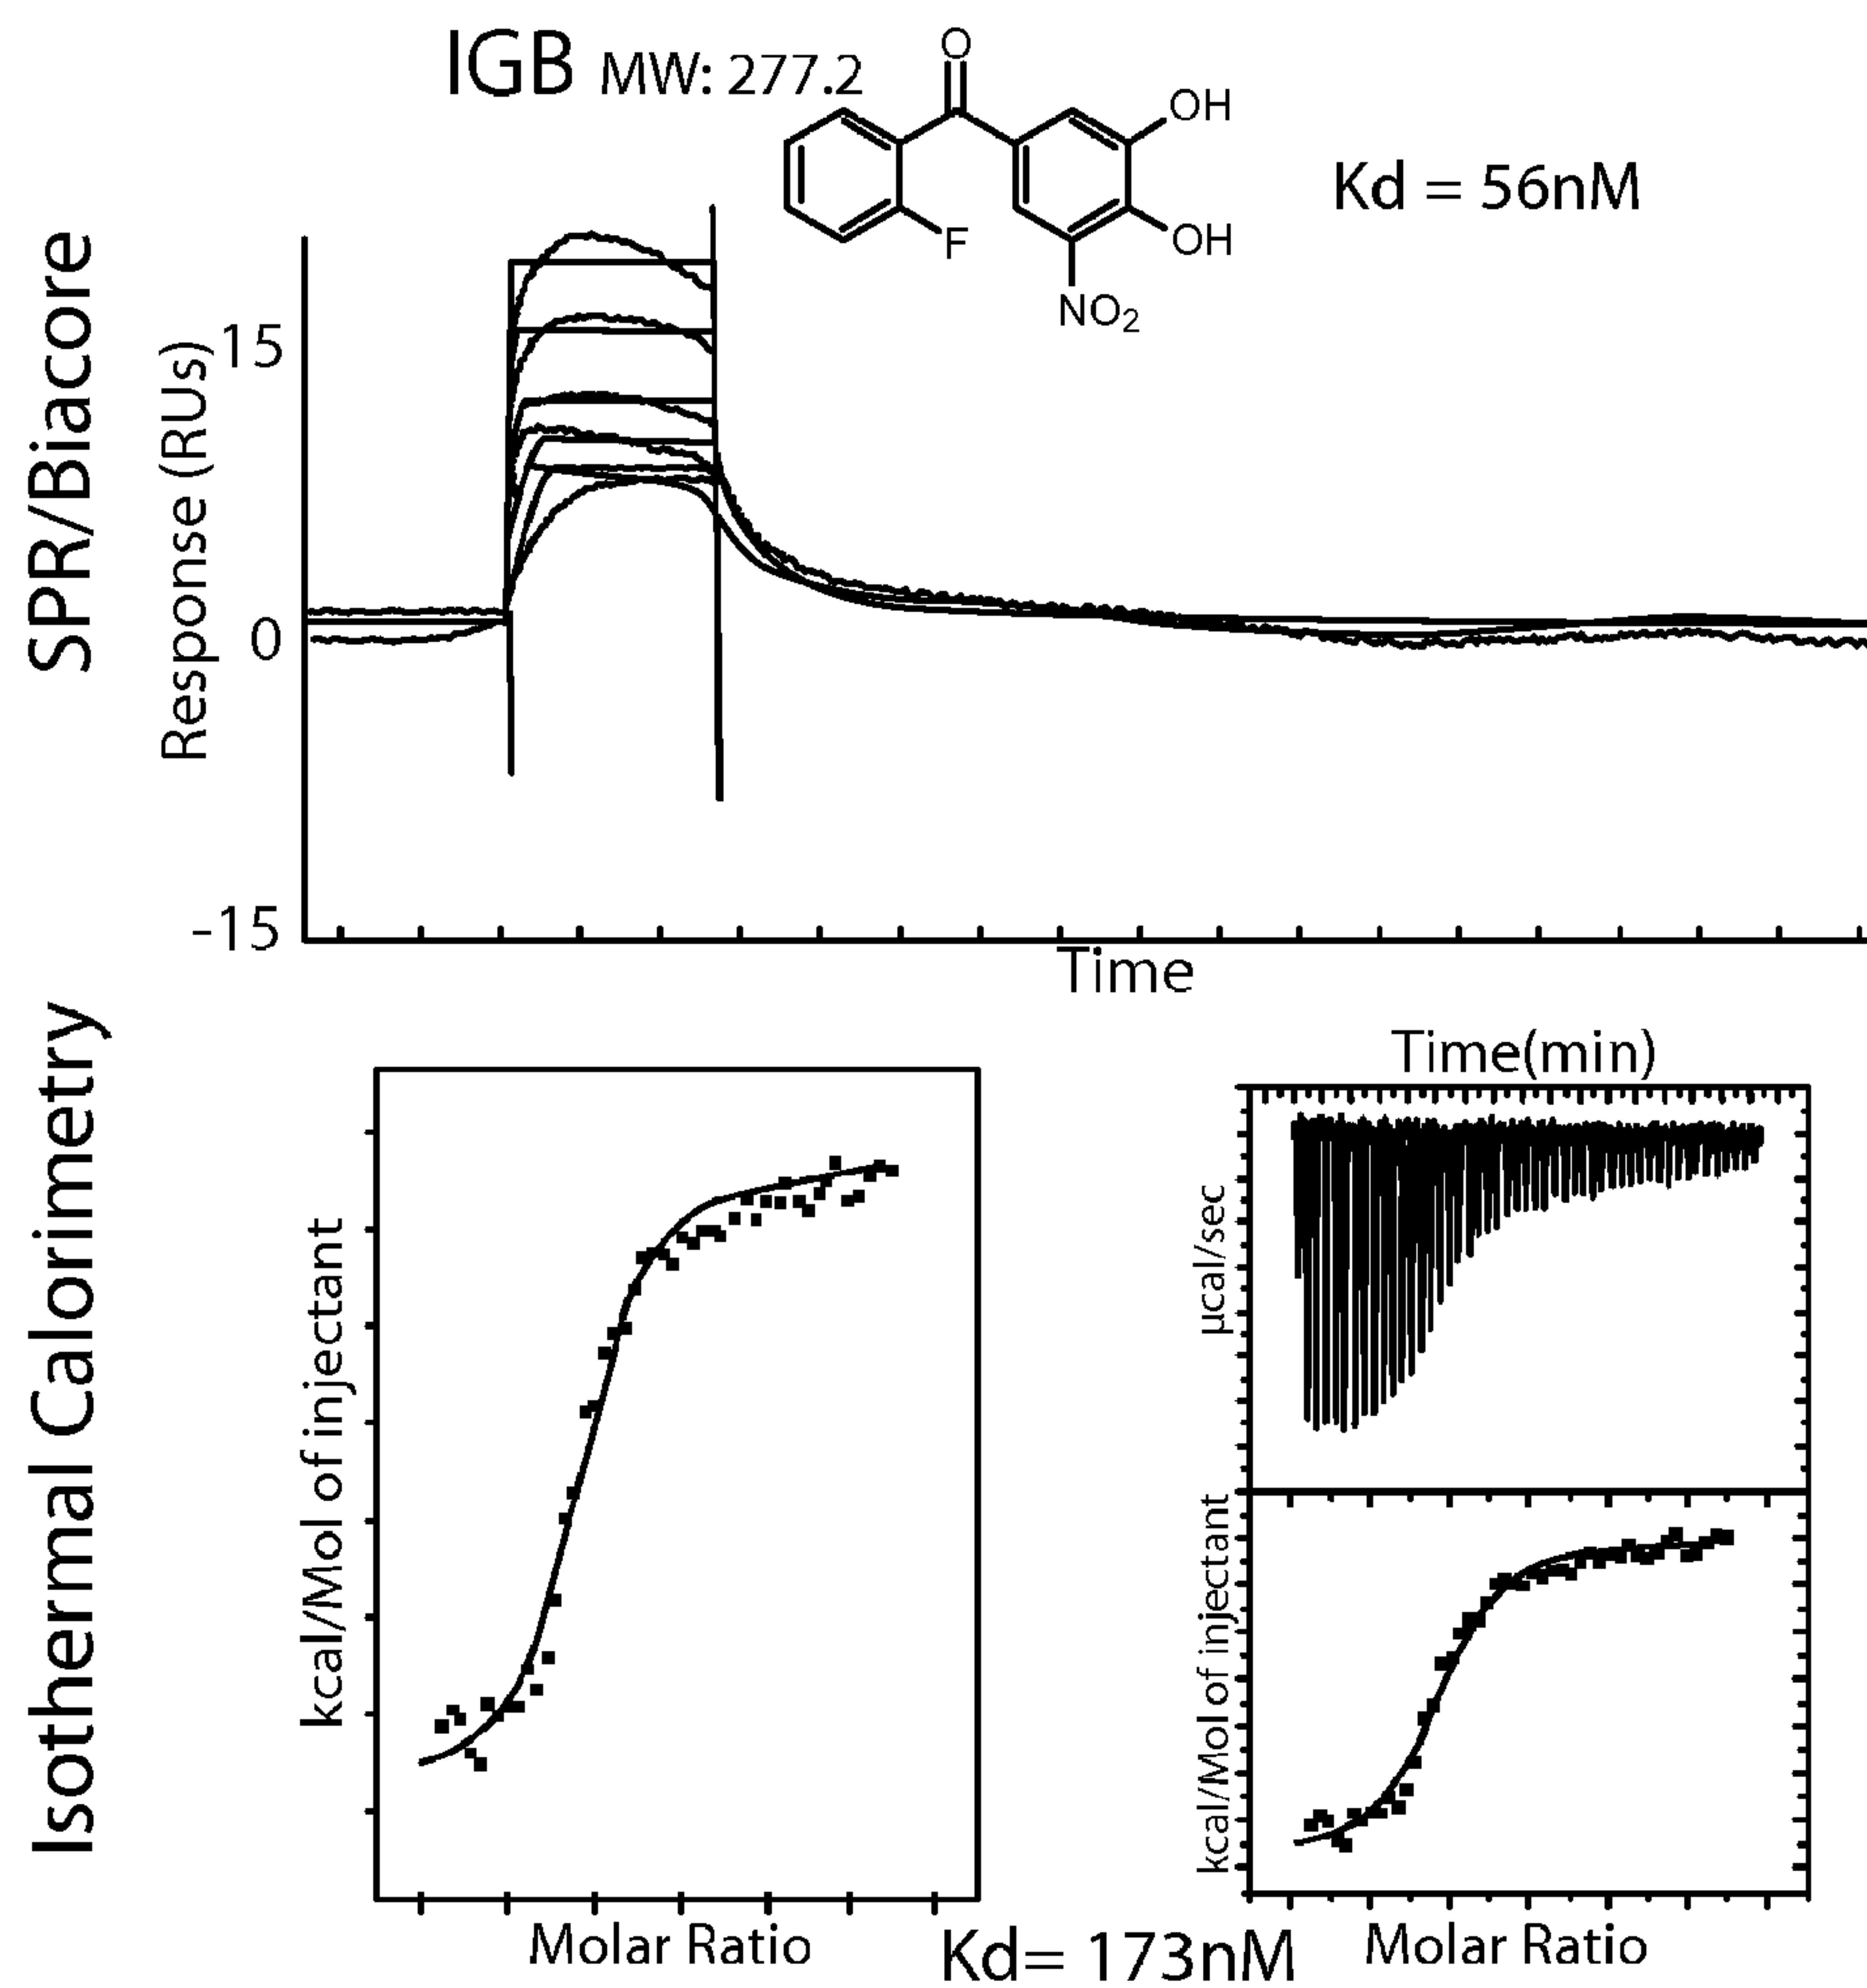 IGB MW: 277.2
O
OH
OH
F
NO2
Kd = 56nM
SPR/Biacore
Response (RUs)
15
0
-15
Time
Isothermal Calorimetry
kcal/Mol of injectant
Molar Ratio
Kd= 173nM
Time(min)
µcal/sec
kcal/Mol of injectant
Molar Ratio